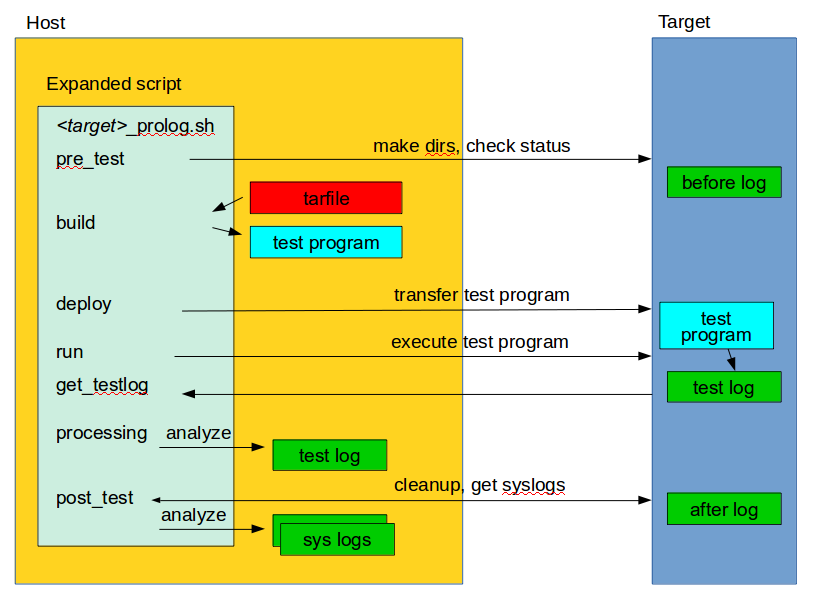 Host
Target
Expanded script
<target>_prolog.sh
pre_test
make dirs, check status
before log
tarfile
build
test program
deploy
transfer test program
test
program
run
execute test program
get_testlog
test log
processing
analyze
test log
post_test
cleanup, get syslogs
after log
analyze
sys logs